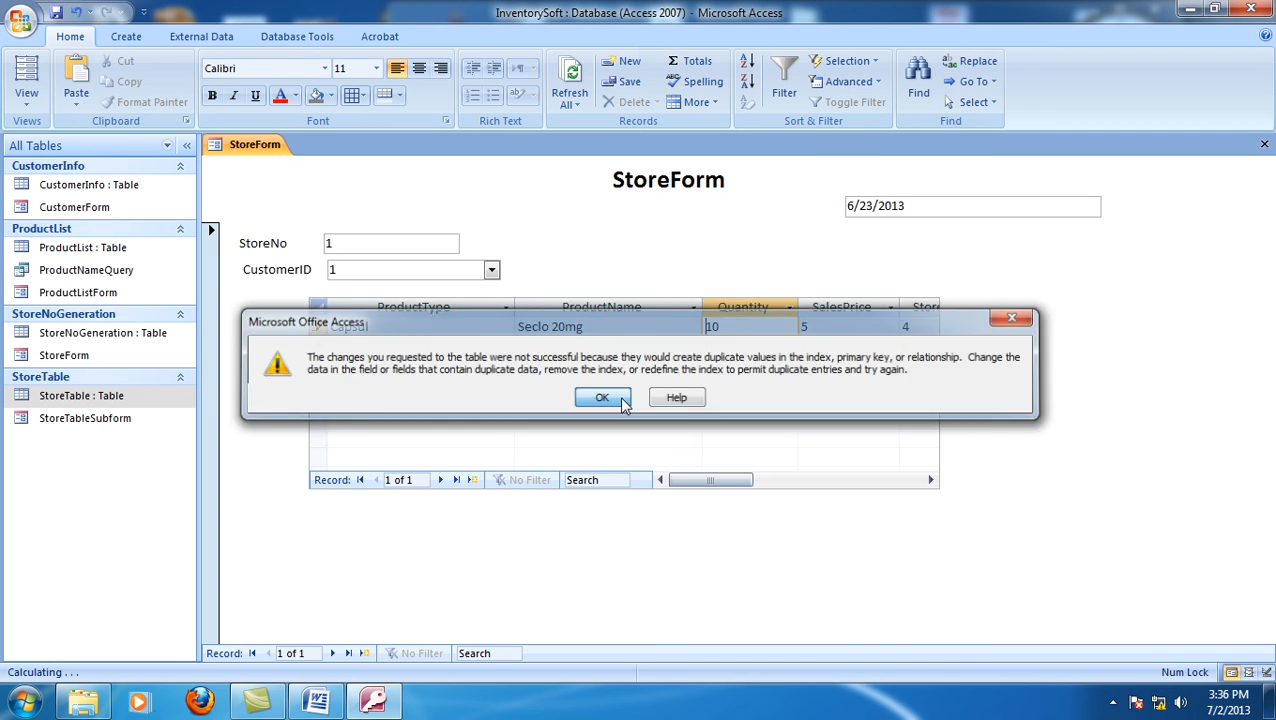 InventorySoft : Database (Access 2007) - Microsoft Access
Home Create External Data Database Tools Acrobat
View
Views
Paste
Cut
Copy
Format Painter
Clipboard
Calibri 11
B I U A
Font
Rich Text
Refresh All
New
Save
Delete
Totals
Spelling
More
Records
Filter
Selection
Advanced
Toggle Filter
Sort & Filter
Find
Replace
Go To
Select
Find
All Tables
CustomerInfo
CustomerInfo : Table
CustomerForm
ProductList
ProductList : Table
ProductNameQuery
ProductListForm
StoreNoGeneration
StoreNoGeneration : Table
StoreForm
StoreTable
StoreTable : Table
StoreTableSubform
StoreForm
StoreForm
6/23/2013
StoreNo 1
CustomerID 1
ProductType ProductName Quantity SalesPrice Store
Capsul Seclo 20mg 10 5 4
Microsoft Office Access
The changes you requested to the table were not successful because they would create duplicate values in the index, primary key, or relationship. Change the
data in the field or fields that contain duplicate data, remove the index, or redefine the index to permit duplicate entries and try again.
OK Help
Record: 1 of 1 No Filter Search
Record: 1 of 1 No Filter Search
Calculating . . . Num Lock
3:36 PM
7/2/2013